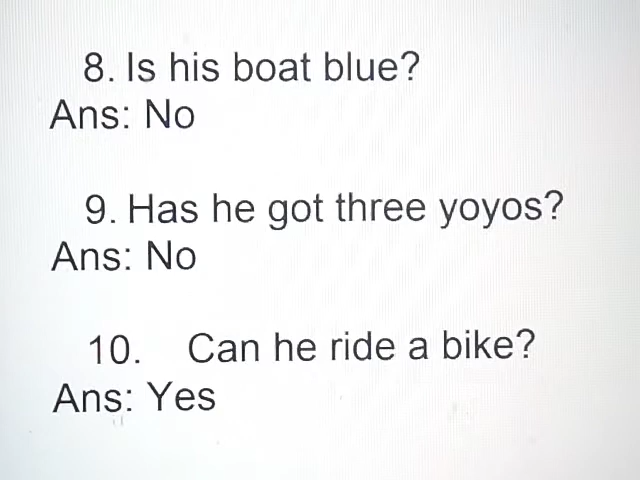 8. Is his boat blue?
Ans: No
9. Has he got three yoyos?
Ans: No
10. Can he ride a bike?
Ans: Yes